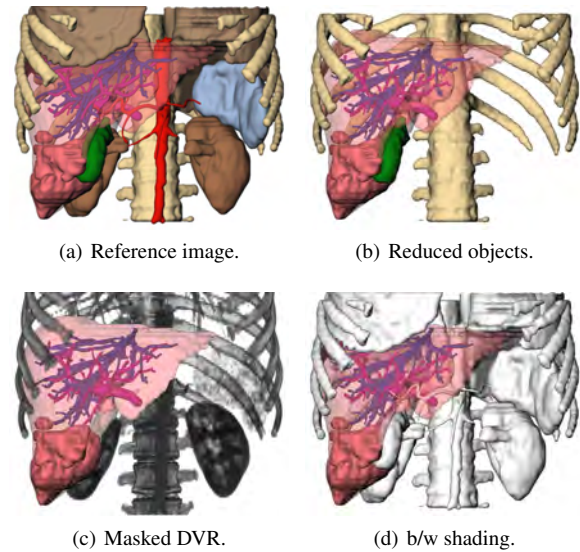 (a) Reference image.
(b) Reduced objects.
(c) Masked DVR.
(d) b/w shading.